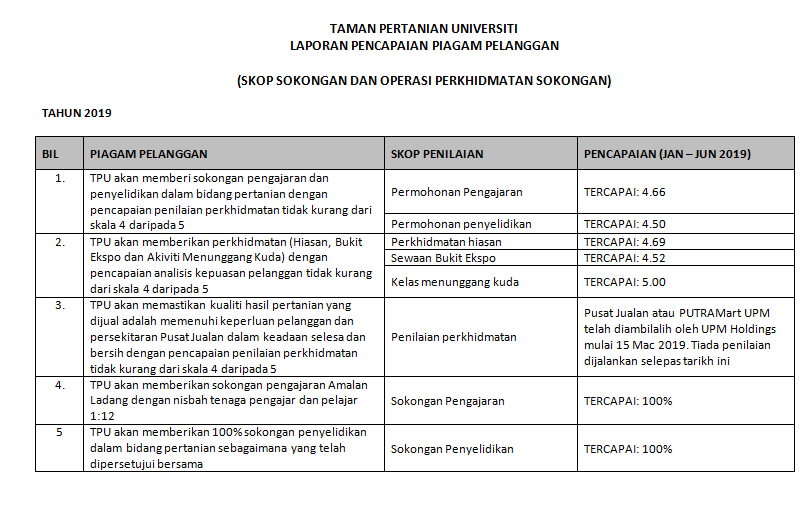 TAMAN PERTANIAN UNIVERSITI
LAPORAN PENCAPAIAN PIAGAM PELANGGAN
(SKOP SOKONGAN DAN OPERASI PERKHIDMATAN SOKONGAN)
TAHUN 2019
BIL PIAGAM PELANGGAN SKOP PENILAIAN PENCAPAIAN (JAN – JUN 2019)
1. TPU akan memberi sokongan pengajaran dan
penyelidikan dalam bidang pertanian dengan
pencapaian penilaian perkhidmatan tidak kurang dari
skala 4 daripada 5
Permohonan Pengajaran TERCAPAI: 4.66
Permohonan penyelidikan TERCAPAI: 4.50
2. TPU akan memberikan perkhidmatan (Hiasan, Bukit
Ekspo dan Akiviti Menunggang Kuda) dengan
pencapaian analisis kepuasan pelanggan tidak kurang
dari skala 4 daripada 5
Perkhidmatan hiasan TERCAPAI: 4.69
Sewaan Bukit Ekspo TERCAPAI: 4.52
Kelas menunggang kuda TERCAPAI: 5.00
3. TPU akan memastikan kualiti hasil pertanian yang
dijual adalah memenuhi keperluan pelanggan dan
persekitaran Pusat Jualan dalam keadaan selesa dan
bersih dengan pencapaian penilaian perkhidmatan
tidak kurang dari skala 4 daripada 5
Penilaian perkhidmatan
Pusat Jualan atau PUTRAMart UPM
telah diambilalih oleh UPM Holdings
mulai 15 Mac 2019. Tiada penilaian
dijalankan selepas tarikh ini
4. TPU akan memberikan sokongan pengajaran Amalan
Ladang dengan nisbah tenaga pengajar dan pelajar
1:12
Sokongan Pengajaran TERCAPAI: 100%
5 TPU akan memberikan 100% sokongan penyelidikan
dalam bidang pertanian sebagaimana yang telah
dipersetujui bersama
Sokongan Penyelidikan TERCAPAI: 100%